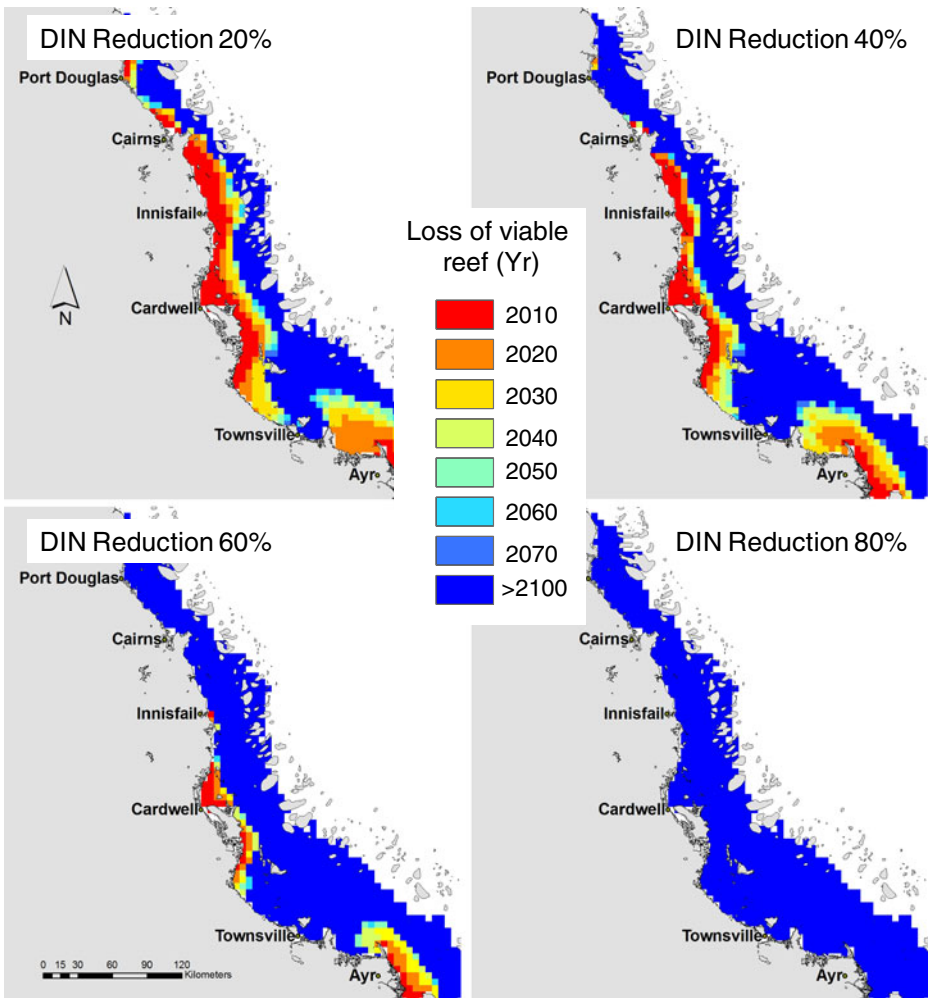 DIN Reduction 20%
Port Douglas
Cairns
Innisfail
N
Cardwell
Townsville
Ayr
DIN Reduction 40%
Port Douglas
Cairns
Innisfail
Cardwell
Townsville
Ayr
Loss of viable
reef (Yr)
2010
2020
2030
2040
2050
2060
2070
>2100
DIN Reduction 60%
Port Douglas
Cairns
Innisfail
Cardwell
Townsville
0 15 30 60 90 120
Kilometers
Ayr
DIN Reduction 80%
Port Douglas
Cairns
Innisfail
Cardwell
Townsville
Ayr